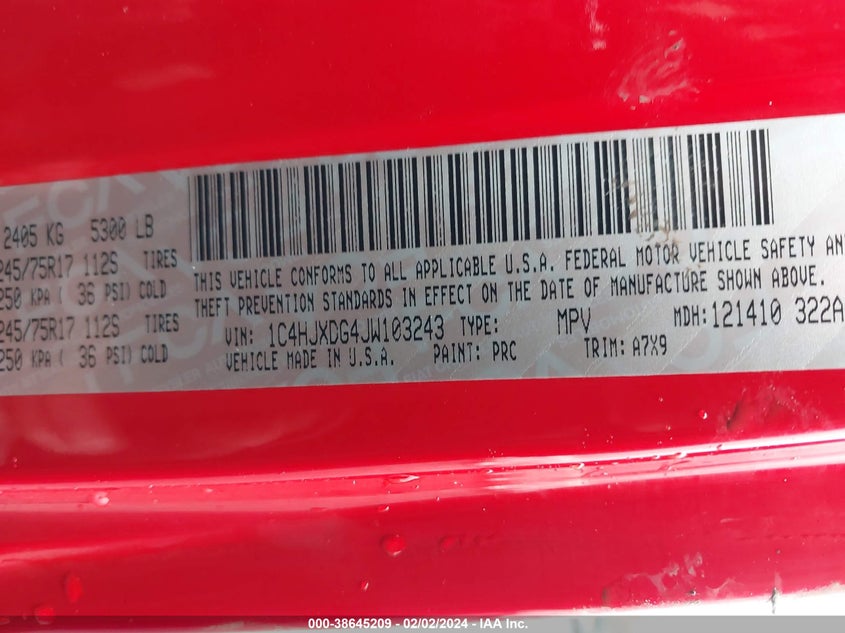 2405 KG 5300 LB
245/75R17 112S TIRES
250 KPA ( 36 PSI) COLD
245/75R17 112S TIRES
250 KPA ( 36 PSI) COLD
THIS VEHICLE CONFORMS TO ALL APPLICABLE U.S.A. FEDERAL MOTOR VEHICLE SAFETY AND
THEFT PREVENTION STANDARDS IN EFFECT ON THE DATE OF MANUFACTURE SHOWN ABOVE.
VIN: 1C4HJXDG4JW103243 TYPE: MPV MDH: 121410 322A
VEHICLE MADE IN U.S.A. PAINT: PRC TRIM: A7X9
000-38645209 - 02/02/2024 - IAA Inc.